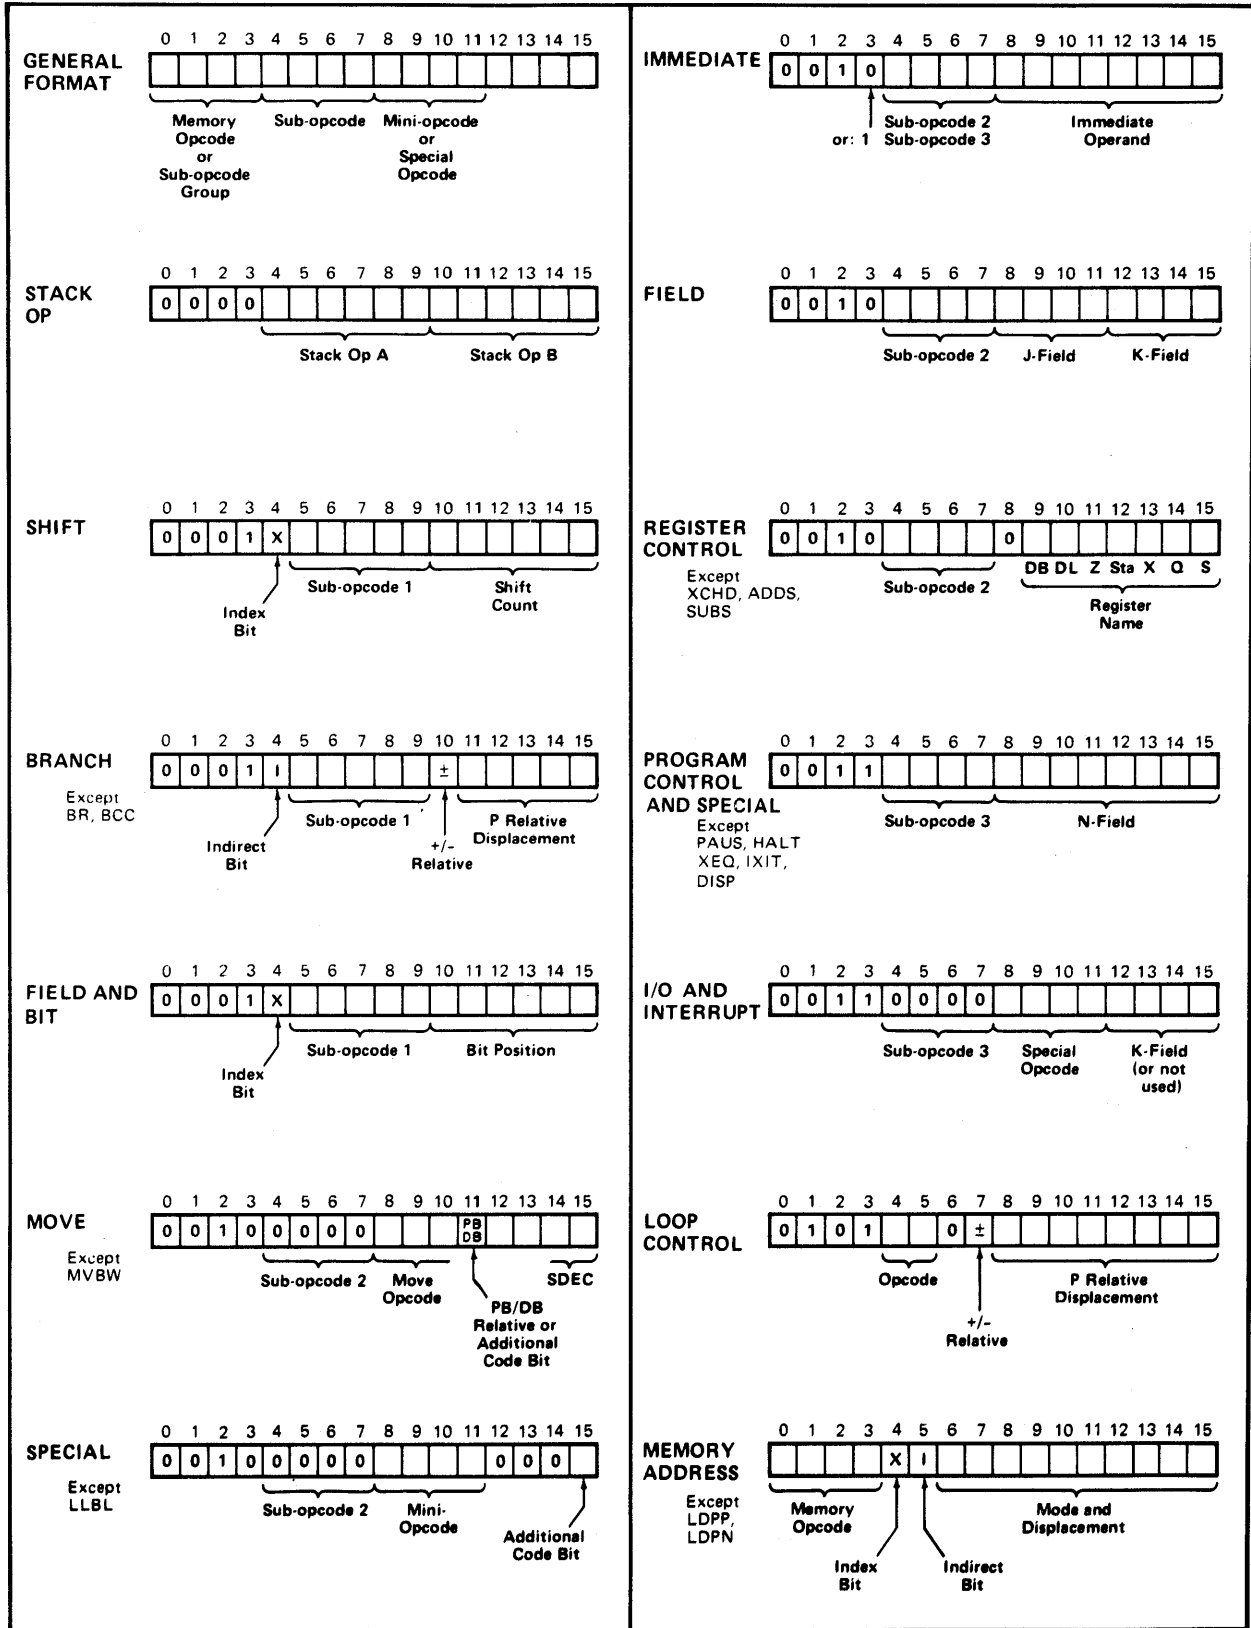 GENERAL FORMAT
0 1 2 3 4 5 6 7 8 9 10 11 12 13 14 15
Memory Opcode or Sub-opcode Group
Sub-opcode
Mini-opcode or Special Opcode
STACK OP
0 1 2 3 4 5 6 7 8 9 10 11 12 13 14 15
0 0 0 0
Stack Op A
Stack Op B
SHIFT
0 1 2 3 4 5 6 7 8 9 10 11 12 13 14 15
0 0 0 1 X
Index Bit
Sub-opcode 1
Shift Count
BRANCH
Except BR, BCC
0 1 2 3 4 5 6 7 8 9 10 11 12 13 14 15
0 0 0 1 I ±
Indirect Bit
Sub-opcode 1
+/- Relative
P Relative Displacement
FIELD AND BIT
0 1 2 3 4 5 6 7 8 9 10 11 12 13 14 15
0 0 0 1 X
Index Bit
Sub-opcode 1
Bit Position
MOVE
Except MVBW
0 1 2 3 4 5 6 7 8 9 10 11 12 13 14 15
0 0 1 0 0 0 0 0 PB DB
Sub-opcode 2
Move Opcode
PB/DB Relative or Additional Code Bit
SDEC
SPECIAL
Except LLBL
0 1 2 3 4 5 6 7 8 9 10 11 12 13 14 15
0 0 1 0 0 0 0 0 0 0 0
Sub-opcode 2
Mini-Opcode
Additional Code Bit
IMMEDIATE
0 1 2 3 4 5 6 7 8 9 10 11 12 13 14 15
0 0 1 0
or: 1
Sub-opcode 2
Sub-opcode 3
Immediate Operand
FIELD
0 1 2 3 4 5 6 7 8 9 10 11 12 13 14 15
0 0 1 0
Sub-opcode 2
J-Field
K-Field
REGISTER CONTROL
Except XCHD, ADDS, SUBS
0 1 2 3 4 5 6 7 8 9 10 11 12 13 14 15
0 0 1 0 0
DB DL Z Sta X Q S
Sub-opcode 2
Register Name
PROGRAM CONTROL AND SPECIAL
Except PAUS, HALT XEQ, IXIT, DISP
0 1 2 3 4 5 6 7 8 9 10 11 12 13 14 15
0 0 1 1
Sub-opcode 3
N-Field
I/O AND INTERRUPT
0 1 2 3 4 5 6 7 8 9 10 11 12 13 14 15
0 0 1 1 0 0 0 0
Sub-opcode 3
Special Opcode
K-Field (or not used)
LOOP CONTROL
0 1 2 3 4 5 6 7 8 9 10 11 12 13 14 15
0 1 0 1 0 ±
Opcode
+/- Relative
P Relative Displacement
MEMORY ADDRESS
Except LDPP, LDPN
0 1 2 3 4 5 6 7 8 9 10 11 12 13 14 15
X I
Memory Opcode
Index Bit
Indirect Bit
Mode and Displacement